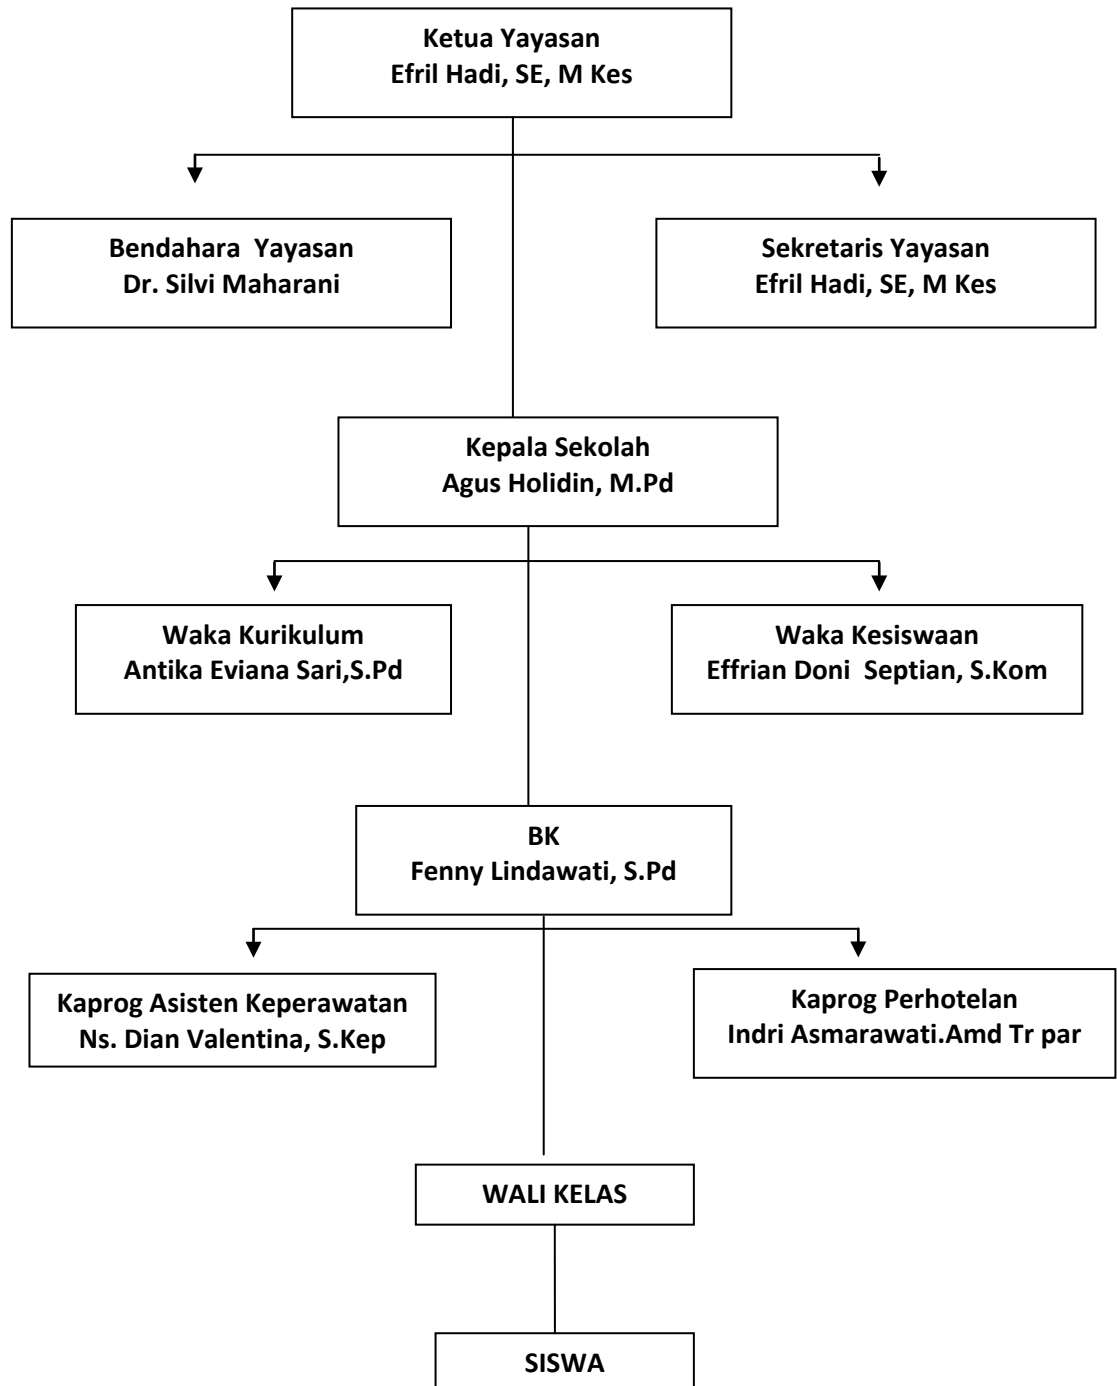 Ketua Yayasan
Efril Hadi, SE, M Kes
Bendahara  Yayasan
Dr. Silvi Maharani
Sekretaris Yayasan
Efril Hadi, SE, M Kes
Kepala Sekolah
Agus Holidin, M.Pd
Waka Kurikulum
Antika Eviana Sari,S.Pd
Waka Kesiswaan
Effrian Doni  Septian, S.Kom
BK
Fenny Lindawati, S.Pd
Kaprog Asisten Keperawatan
Ns. Dian Valentina, S.Kep
Kaprog Perhotelan
Indri Asmarawati.Amd Tr par
WALI KELAS
SISWA